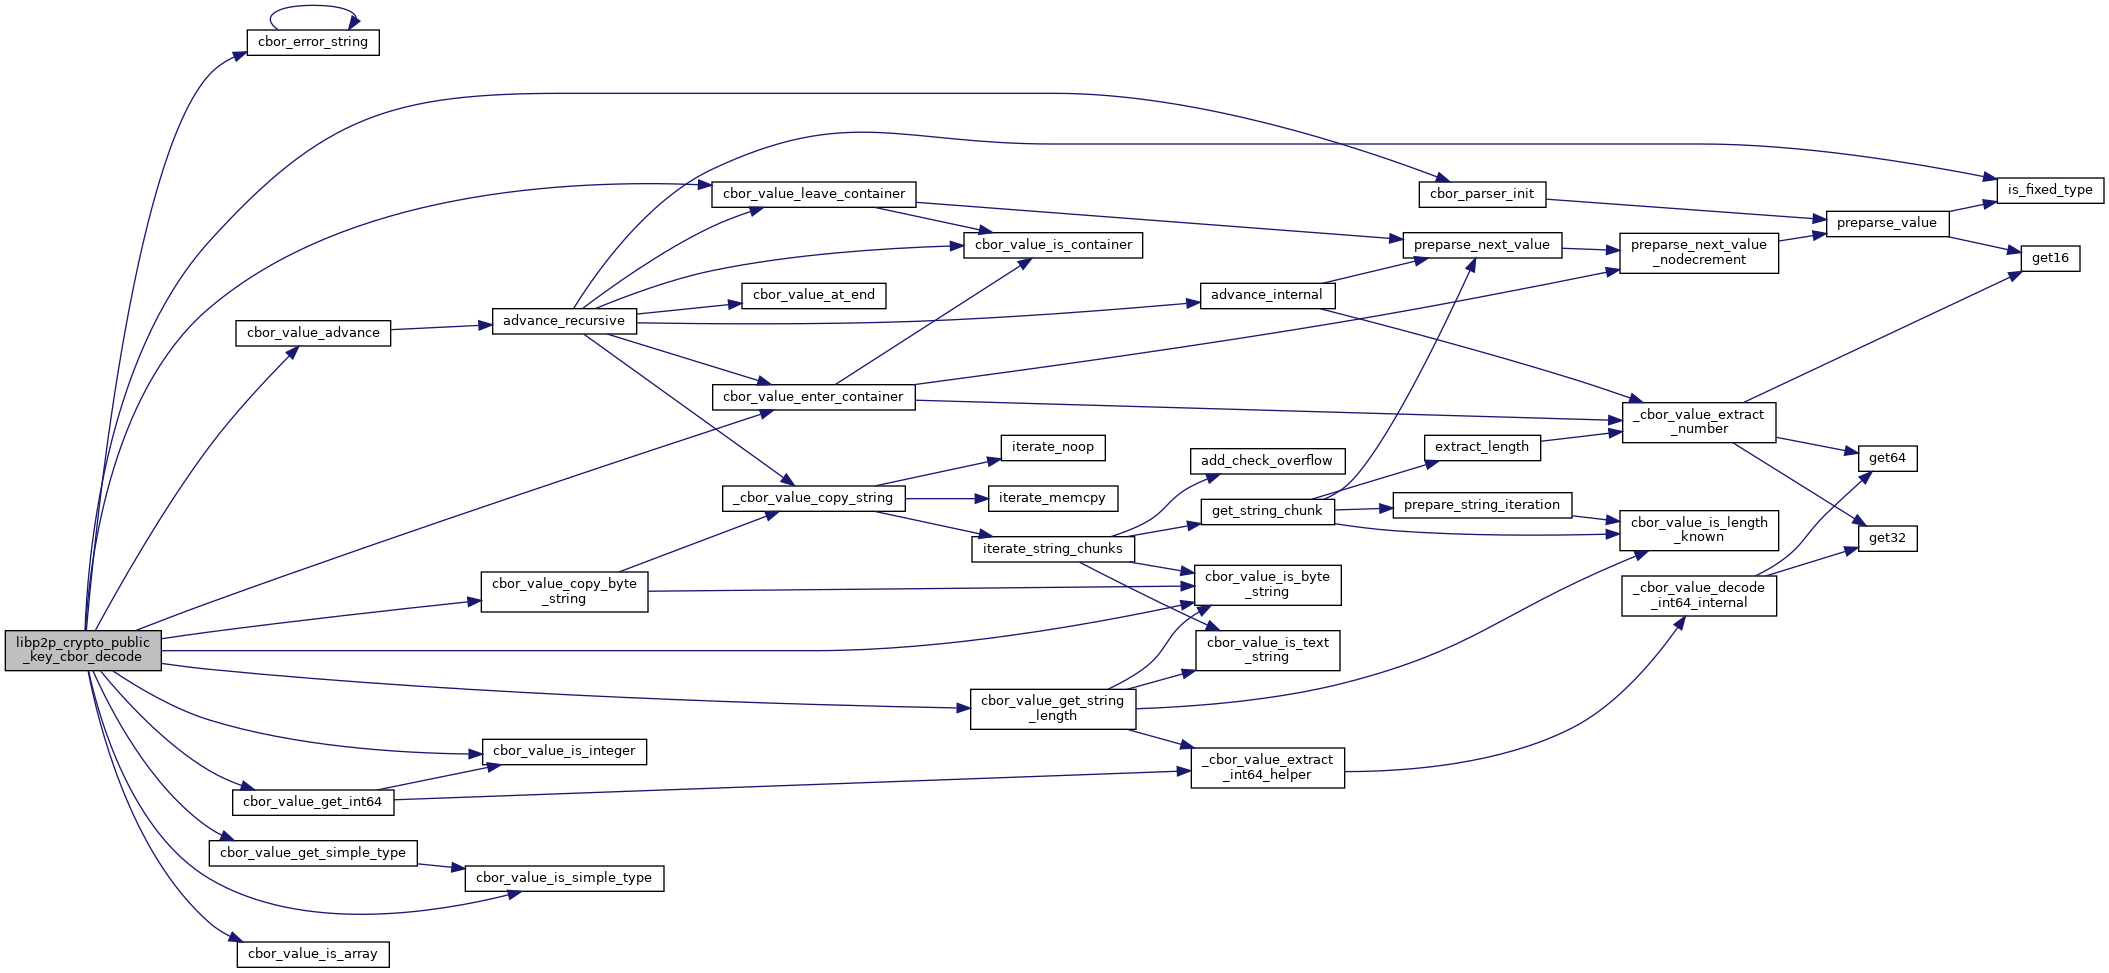 cbor_error_string
cbor_value_leave_container
cbor_parser_init
is_fixed_type
preparse_value
cbor_value_is_container
preparse_next_value
preparse_next_value
_nodecrement
get16
cbor_value_at_end
advance_internal
cbor_value_advance
advance_recursive
cbor_value_enter_container
_cbor_value_extract
_number
iterate_noop
extract_length
add_check_overflow
get64
_cbor_value_copy_string
iterate_memcpy
get_string_chunk
prepare_string_iteration
cbor_value_is_length
_known
get32
iterate_string_chunks
cbor_value_copy_byte
_string
cbor_value_is_byte
_string
_cbor_value_decode
_int64_internal
libp2p_crypto_public
_key_cbor_decode
cbor_value_is_text
_string
cbor_value_get_string
_length
cbor_value_is_integer
_cbor_value_extract
_int64_helper
cbor_value_get_int64
cbor_value_get_simple_type
cbor_value_is_simple_type
cbor_value_is_array